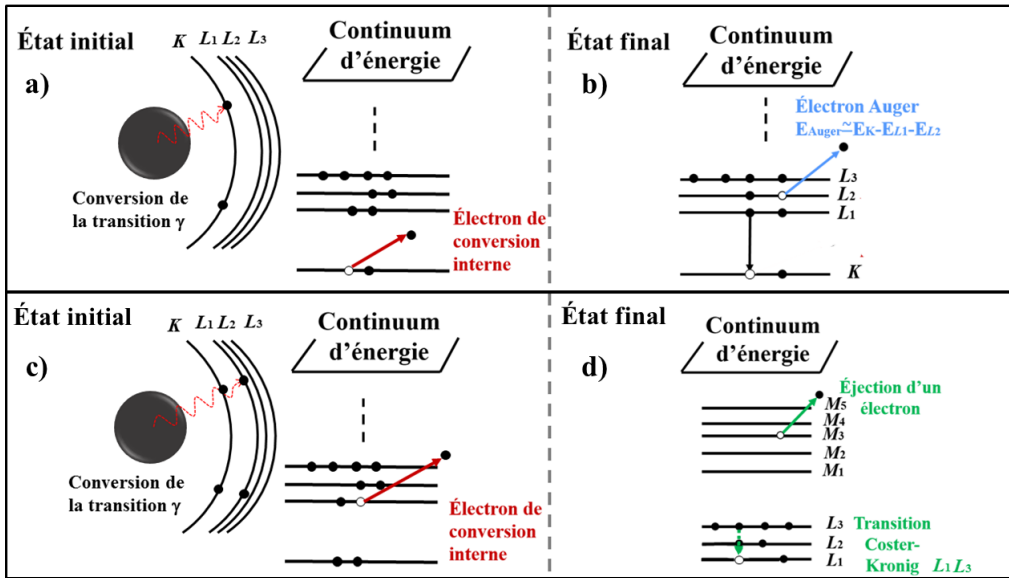 État initial
K L1 L2 L3
a)
Continuum
d'énergie
Conversion de
la transition γ
Électron de
conversion
interne
État final
b)
Continuum
d'énergie
Électron Auger
EAuger≃EK-EL1-EL2
L3
L2
L1
K
État initial
K L1 L2 L3
c)
Continuum
d'énergie
Conversion de
la transition γ
Électron de
conversion
interne
État final
d)
Continuum
d'énergie
Éjection d'un
électron
M5
M4
M3
M2
M1
L3 Transition
L2 Coster-
L1 Kronig L1L3